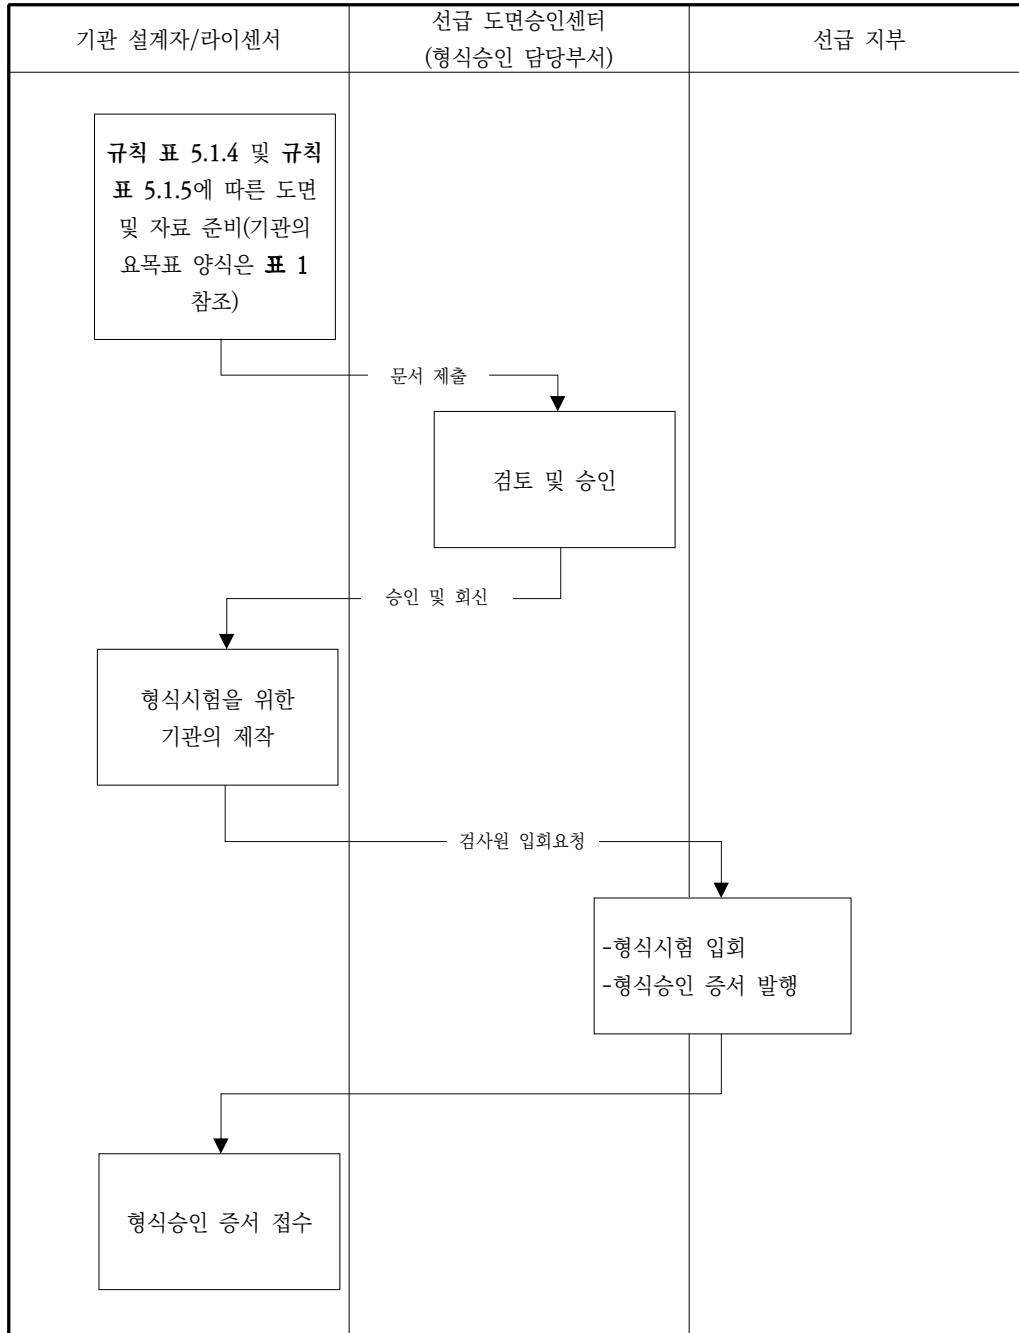 기관 설계자/라이센서
선급 도면승인센터
(형식승인 담당부서)
선급 지부
규칙 표 5.1.4 및 규칙
표 5.1.5에 따른 도면
및 자료 준비(기관의
요목표 양식은 표 1
참조)
문서 제출
검토 및 승인
승인 및 회신
형식시험을 위한
기관의 제작
검사원 입회요청
-형식시험 입회
-형식승인 증서 발행
형식승인 증서 접수